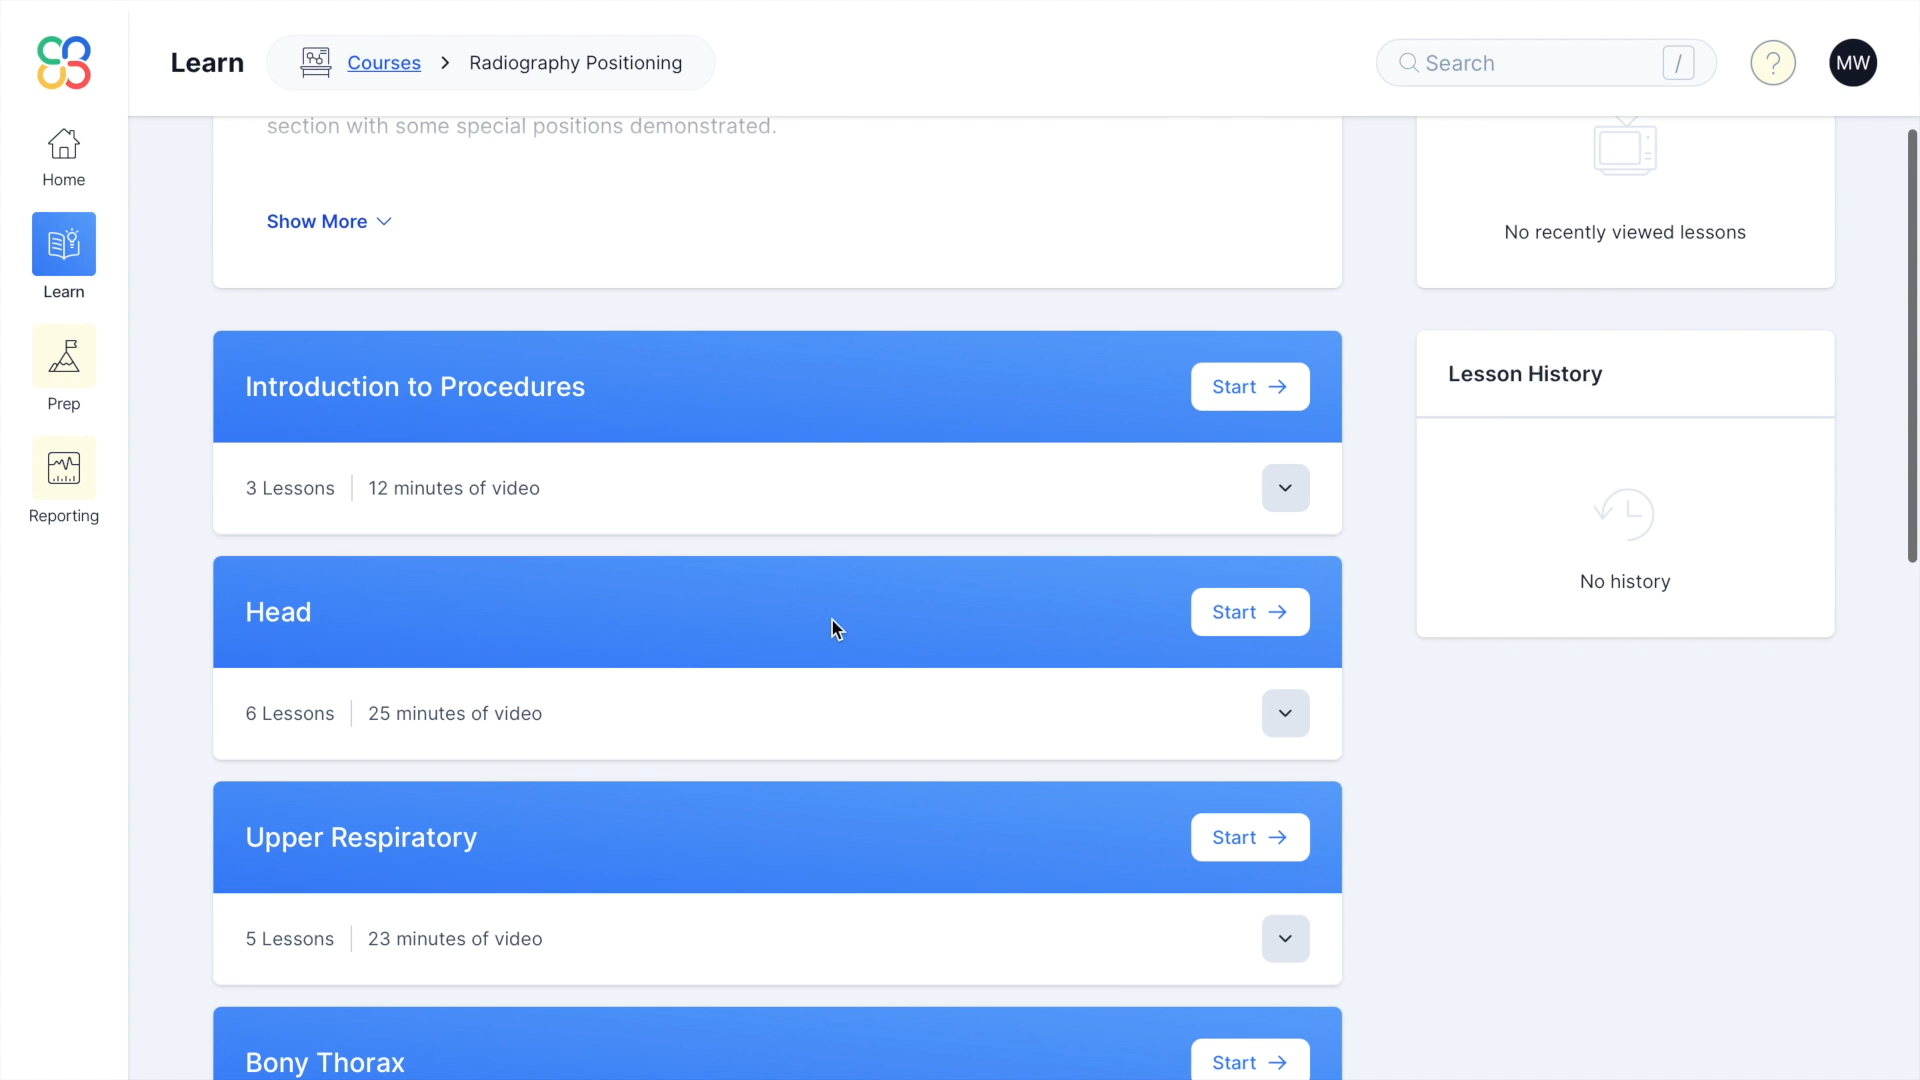 Learn
Courses > Radiography Positioning
Search /
?
MW
Home
Learn
Prep
Reporting
section with some special positions demonstrated.
Show More
No recently viewed lessons
Introduction to Procedures
Start →
3 Lessons
12 minutes of video
Lesson History
No history
Head
Start →
6 Lessons
25 minutes of video
Upper Respiratory
Start →
5 Lessons
23 minutes of video
Bony Thorax
Start →